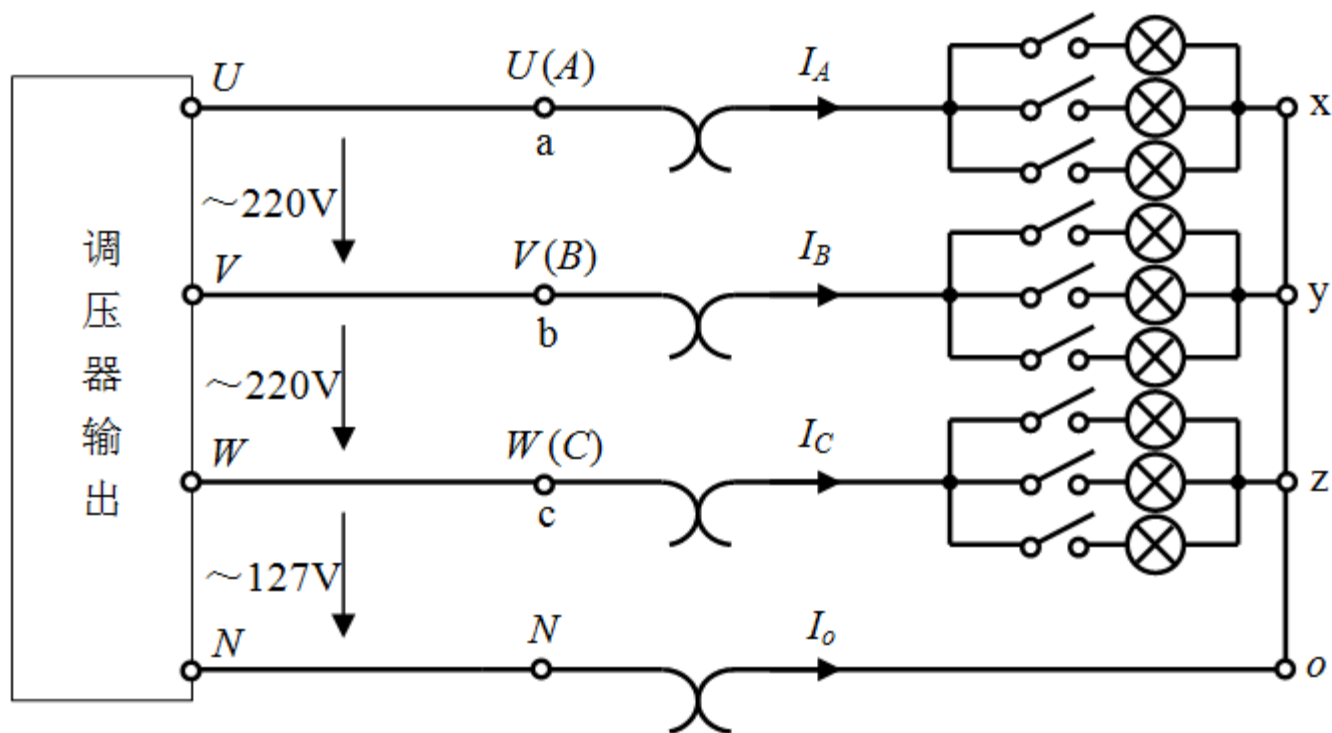 调压器输出
U
U(A)
a
I_A
x
～220V
V
V(B)
b
I_B
y
～220V
W
W(C)
c
I_C
z
～127V
N
N
I_o
o